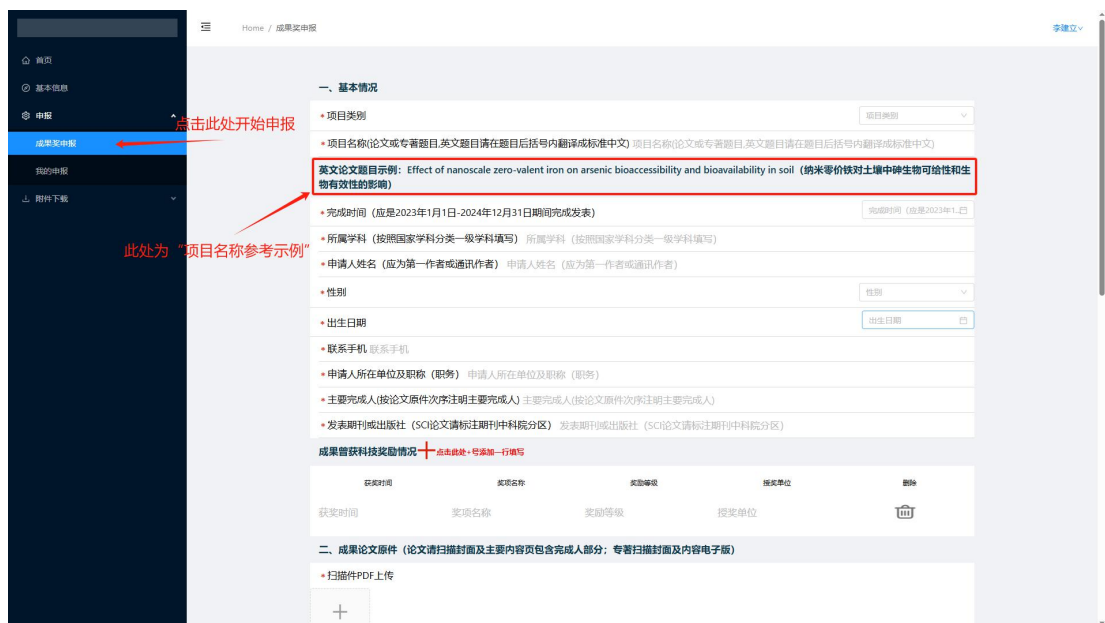 Home / 成果奖申报
李建立
首页
基本信息
申报
成果奖申报
我的申报
附件下载
点击此处开始申报
此处为“项目名称参考示例”
一、基本情况
*项目类别 项目类别
*项目名称(论文或专著题目,英文题目请在题目后括号内翻译成标准中文) 项目名称(论文或专著题目,英文题目请在题目后括号内翻译成标准中文)
英文论文题目示例：Effect of nanoscale zero-valent iron on arsenic bioaccessibility and bioavailability in soil（纳米零价铁对土壤中砷生物可给性和生
物有效性的影响）
*完成时间（应是2023年1月1日-2024年12月31日期间完成发表） 完成时间（应是2023年1...
*所属学科（按照国家学科分类一级学科填写） 所属学科（按照国家学科分类一级学科填写）
*申请人姓名（应为第一作者或通讯作者） 申请人姓名（应为第一作者或通讯作者）
*性别 性别
*出生日期 出生日期
*联系手机 联系手机
*申请人所在单位及职称（职务） 申请人所在单位及职称（职务）
*主要完成人(按论文原件次序注明主要完成人) 主要完成人(按论文原件次序注明主要完成人)
*发表期刊或出版社（SCI论文请标注期刊中科院分区） 发表期刊或出版社（SCI论文请标注期刊中科院分区）
成果曾获科技奖励情况 点击此处+号添加一行填写
获奖时间 奖项名称 奖励等级 授奖单位 删除
获奖时间 奖项名称 奖励等级 授奖单位
二、成果论文原件（论文请扫描封面及主要内容页包含完成人部分；专著扫描封面及内容电子版）
*扫描件PDF上传